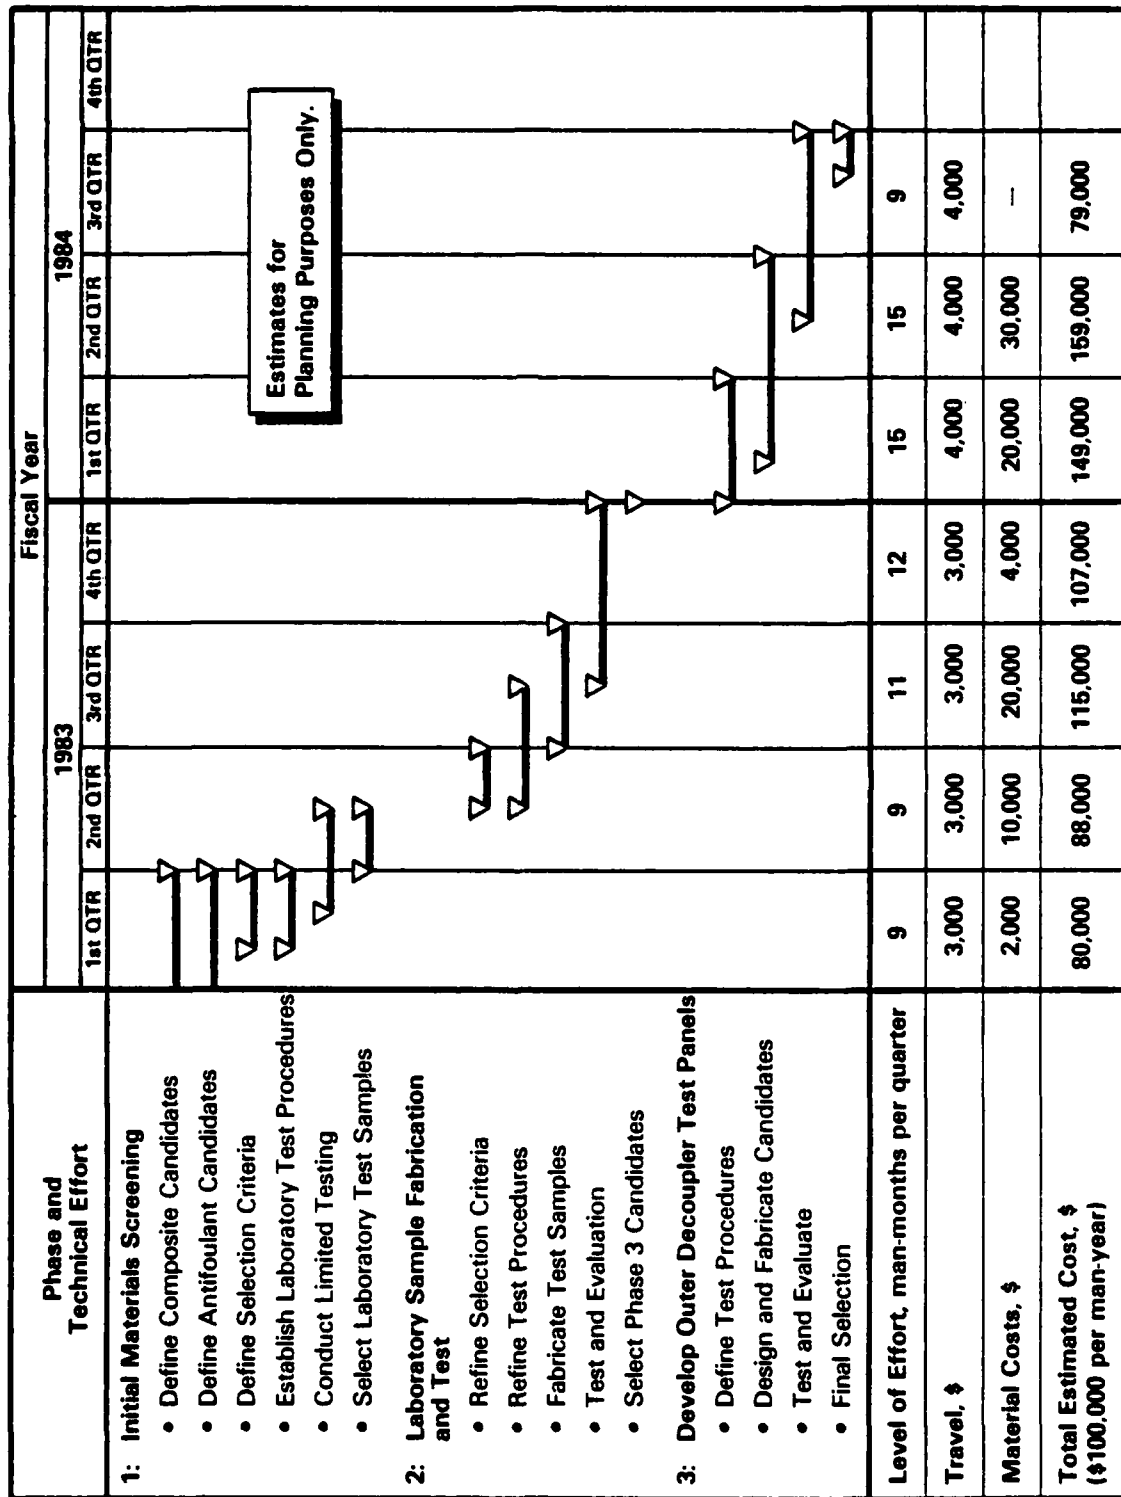 Phase and
Technical Effort
Fiscal Year
1983
1984
1st QTR
2nd QTR
3rd QTR
4th QTR
1st QTR
2nd QTR
3rd QTR
4th QTR
1: Initial Materials Screening
• Define Composite Candidates
• Define Antifoulant Candidates
• Define Selection Criteria
• Establish Laboratory Test Procedures
• Conduct Limited Testing
• Select Laboratory Test Samples
2: Laboratory Sample Fabrication
and Test
• Refine Selection Criteria
• Refine Test Procedures
• Fabricate Test Samples
• Test and Evaluation
• Select Phase 3 Candidates
3: Develop Outer Decoupler Test Panels
• Define Test Procedures
• Design and Fabricate Candidates
• Test and Evaluate
• Final Selection
Estimates for
Planning Purposes Only.
Level of Effort, man-months per quarter 9 9 11 12 15 15 9
Travel, $ 3,000 3,000 3,000 3,000 4,000 4,000 4,000
Material Costs, $ 2,000 10,000 20,000 4,000 20,000 30,000 —
Total Estimated Cost, $ 80,000 88,000 115,000 107,000 149,000 159,000 79,000
($100,000 per man-year)